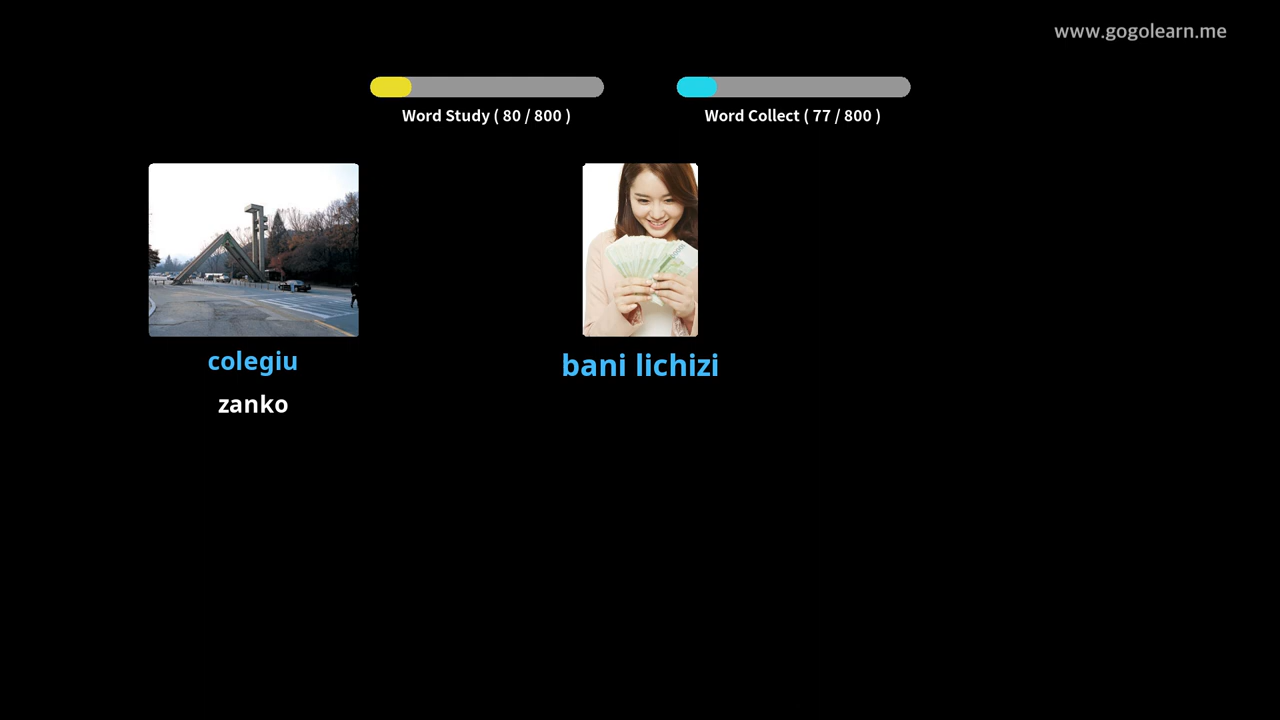 www.gogolearn.me
Word Study ( 80 / 800 )
Word Collect ( 77 / 800 )
colegiu
zanko
bani lichizi